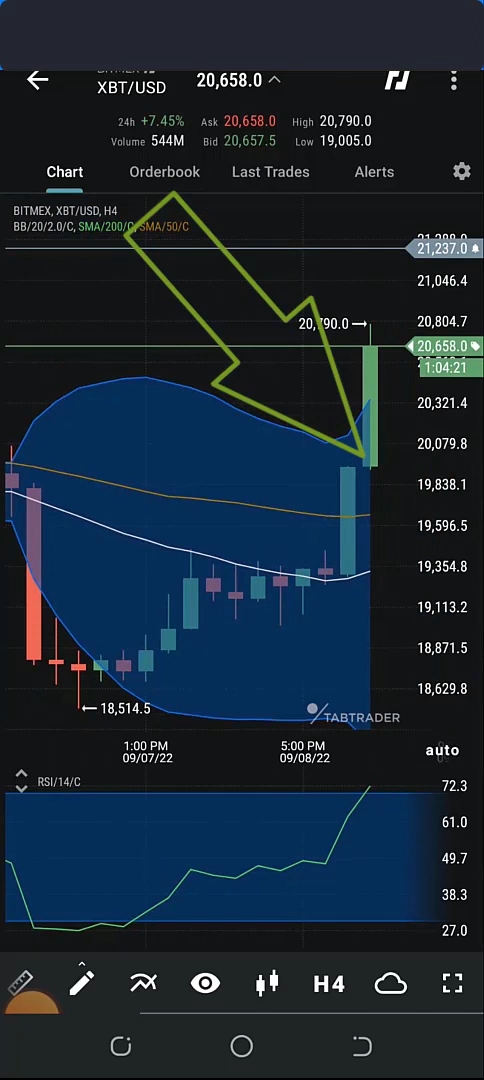 XBT/USD
20,658.0
24h +7.45% Ask 20,658.0 High 20,790.0
Volume 544M Bid 20,657.5 Low 19,005.0
Chart Orderbook Last Trades Alerts
BITMEX, XBT/USD, H4
BB/20/2.0/C, SMA/200/C, SMA/50/C
21,237.0
21,046.4
20,804.7
20,790.0
20,658.0
1:04:21
20,321.4
20,079.8
19,838.1
19,596.5
19,354.8
19,113.2
18,871.5
18,629.8
18,514.5
TABTRADER
1:00 PM 5:00 PM
09/07/22 09/08/22
auto
RSI/14/C
72.3
61.0
49.7
38.3
27.0
H4